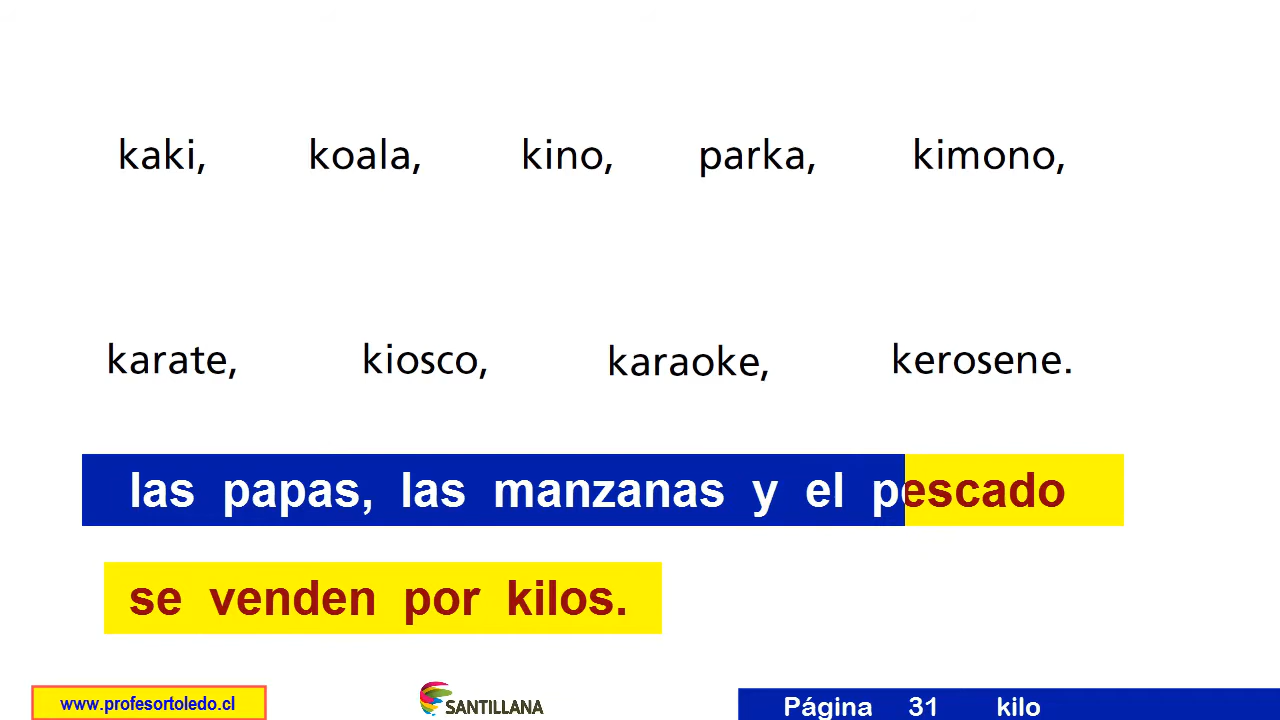 kaki, koala, kino, parka, kimono,
karate, kiosco, karaoke, kerosene.
las papas, las manzanas y el pescado
se venden por kilos.
www.profesortoledo.cl SANTILLANA Página 31 kilo